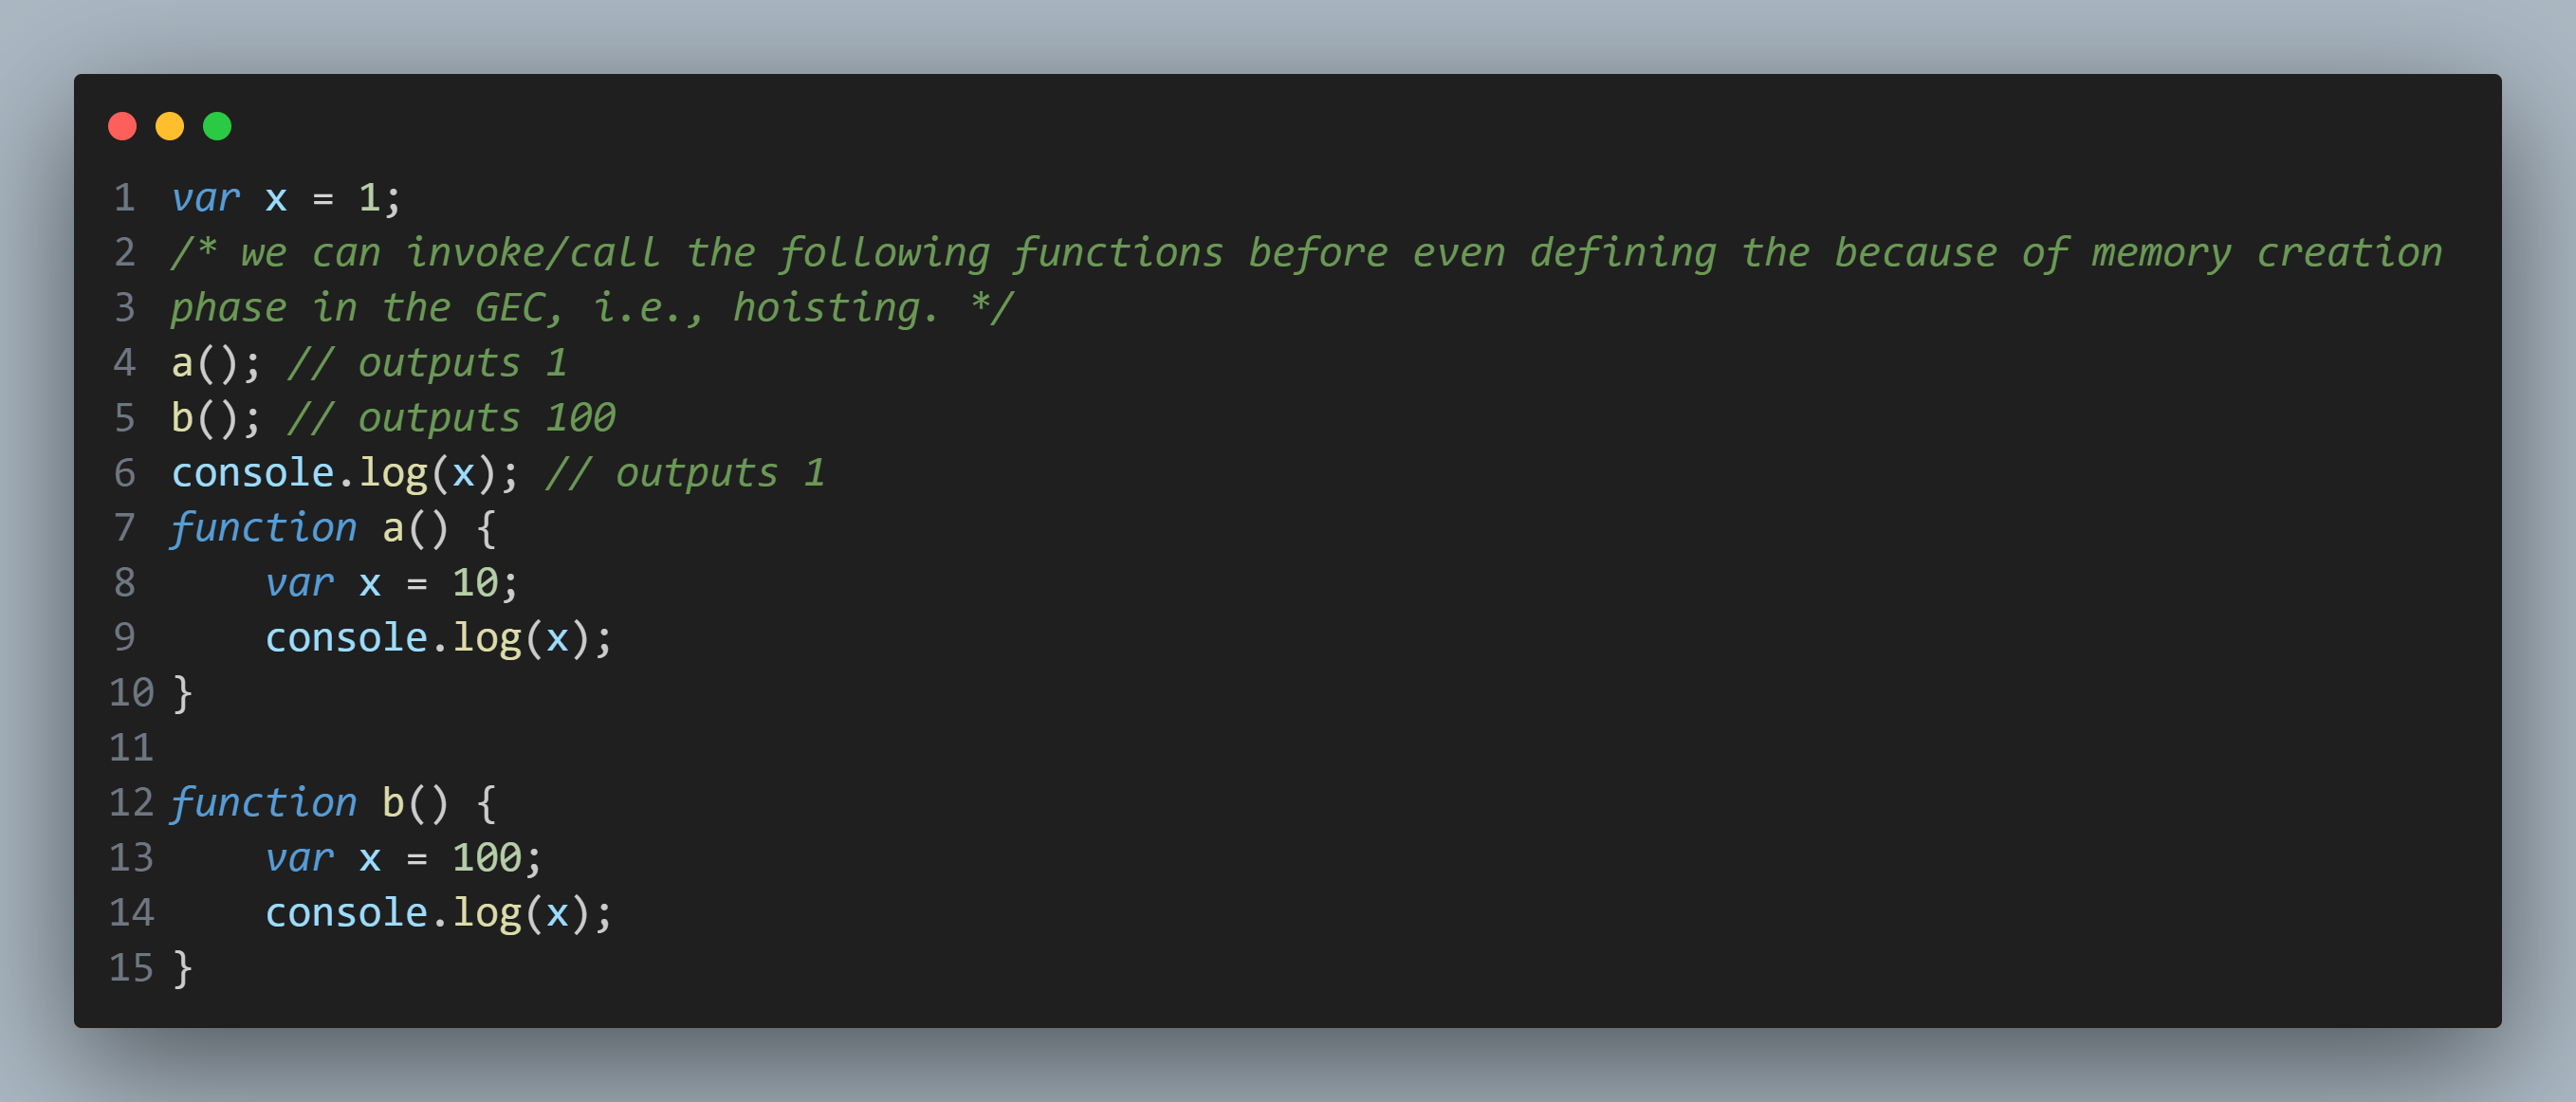 1 var x = 1;
2 /* we can invoke/call the following functions before even defining the because of memory creation
3 phase in the GEC, i.e., hoisting. */
4 a(); // outputs 1
5 b(); // outputs 100
6 console.log(x); // outputs 1
7 function a() {
8     var x = 10;
9     console.log(x);
10 }
11
12 function b() {
13     var x = 100;
14     console.log(x);
15 }